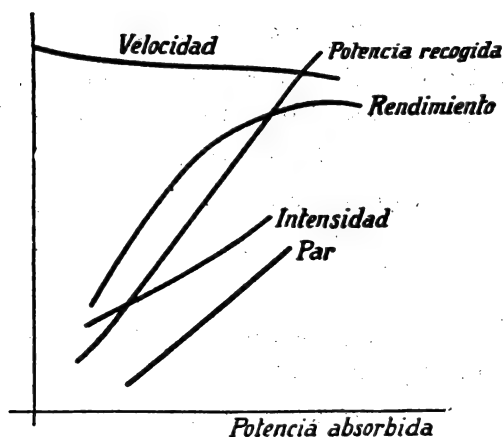 Velocidad
Potencia recogida
Rendimiento
Intensidad
Par
Potencia absorbida